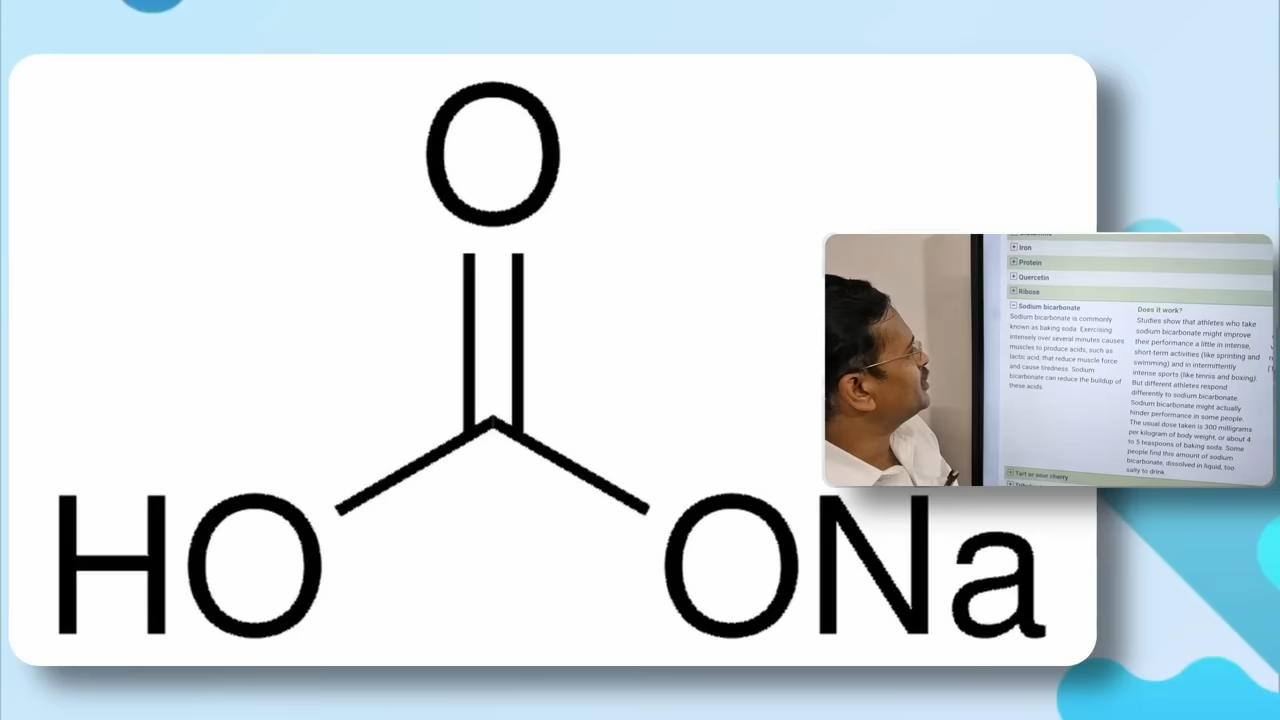 O
HO
ONa
Iron
Protein
Quercetin
Ribose
Sodium bicarbonate
Sodium bicarbonate is commonly
known as baking soda. Exercising
intensely over several minutes causes
muscles to produce acids, such as
lactic acid, that reduce muscle force
and cause tiredness. Sodium
bicarbonate can reduce the buildup of
these acids.
Does it work?
Studies show that athletes who take
sodium bicarbonate might improve
their performance a little in intense,
short-term activities (like sprinting and
swimming) and in intermittently
intense sports (like tennis and boxing).
But different athletes respond
differently to sodium bicarbonate.
Sodium bicarbonate might actually
hinder performance in some people.
The usual dose taken is 300 milligrams
per kilogram of body weight, or about 4
to 5 teaspoons of baking soda. Some
people find this amount of sodium
bicarbonate, dissolved in liquid, too
salty to drink.
Tart or sour cherry